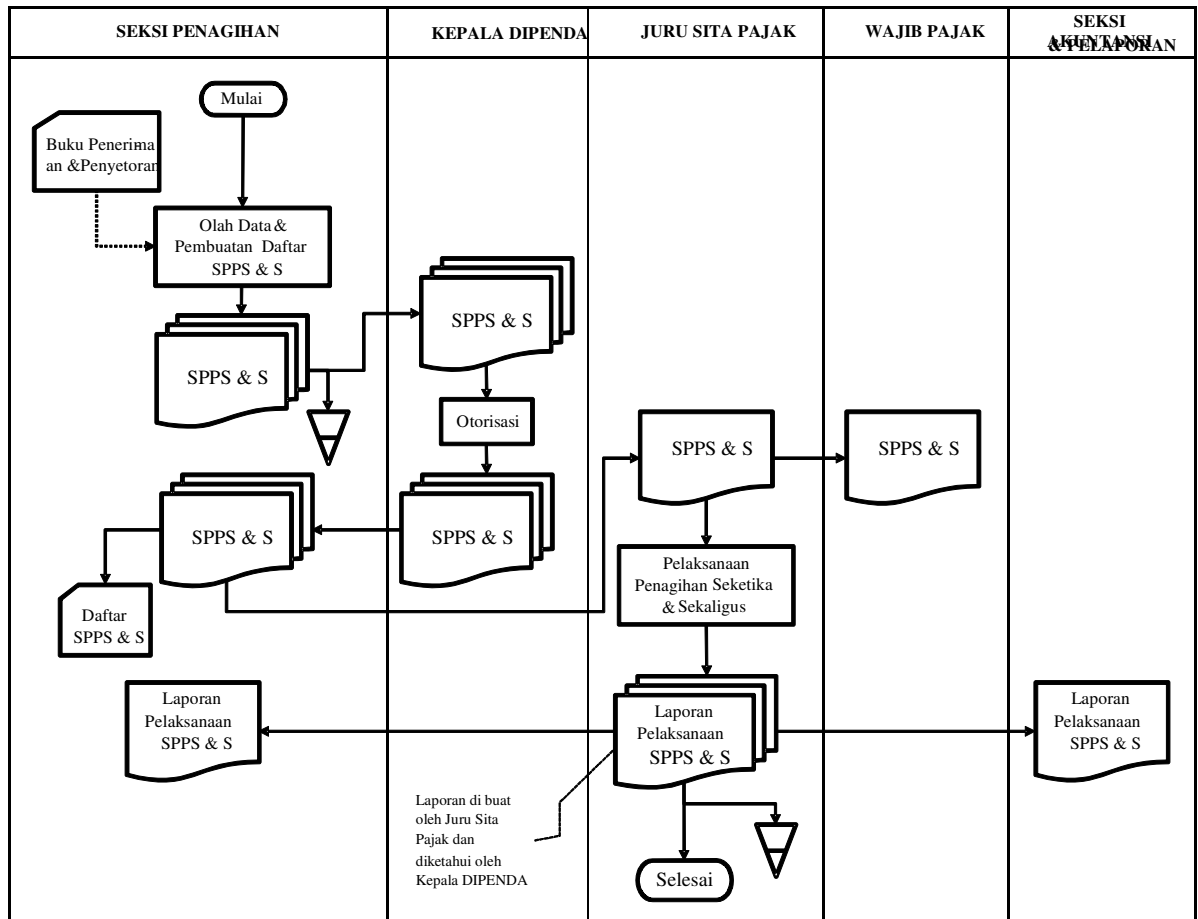 SEKSI PENAGIHAN
KEPALA DIPENDA
JURU SITA PAJAK
WAJIB PAJAK
SEKSI
AKUNTANSI
& PELAPORAN
Mulai
Buku Penerima
an &Penyetoran
Olah Data &
Pembuatan Daftar
SPPS & S
SPPS & S
SPPS & S
Otorisasi
SPPS & S
SPPS & S
SPPS & S
SPPS & S
Daftar
SPPS & S
Pelaksanaan
Penagihan Seketika
& Sekaligus
Laporan
Pelaksanaan
SPPS & S
Laporan
Pelaksanaan
SPPS & S
Laporan
Pelaksanaan
SPPS & S
Laporan di buat
oleh Juru Sita
Pajak dan
diketahui oleh
Kepala DIPENDA
Selesai